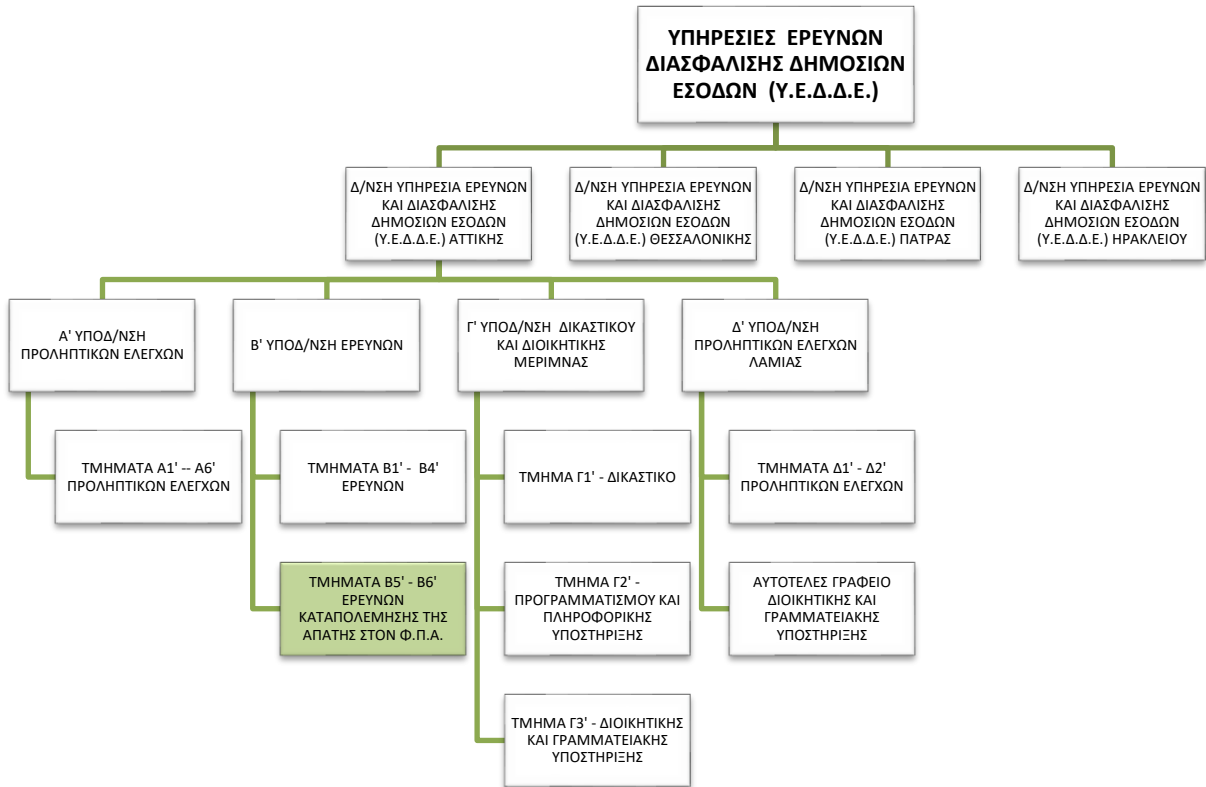 ΥΠΗΡΕΣΙΕΣ ΕΡΕΥΝΩΝ
ΔΙΑΣΦΑΛΙΣΗΣ ΔΗΜΟΣΙΩΝ
ΕΣΟΔΩΝ (Υ.Ε.Δ.Δ.Ε.)
Δ/ΝΣΗ ΥΠΗΡΕΣΙΑ ΕΡΕΥΝΩΝ
ΚΑΙ ΔΙΑΣΦΑΛΙΣΗΣ
ΔΗΜΟΣΙΩΝ ΕΣΟΔΩΝ
(Υ.Ε.Δ.Δ.Ε.) ΑΤΤΙΚΗΣ
Δ/ΝΣΗ ΥΠΗΡΕΣΙΑ ΕΡΕΥΝΩΝ
ΚΑΙ ΔΙΑΣΦΑΛΙΣΗΣ
ΔΗΜΟΣΙΩΝ ΕΣΟΔΩΝ
(Υ.Ε.Δ.Δ.Ε.) ΘΕΣΣΑΛΟΝΙΚΗΣ
Δ/ΝΣΗ ΥΠΗΡΕΣΙΑ ΕΡΕΥΝΩΝ
ΚΑΙ ΔΙΑΣΦΑΛΙΣΗΣ
ΔΗΜΟΣΙΩΝ ΕΣΟΔΩΝ
(Υ.Ε.Δ.Δ.Ε.) ΠΑΤΡΑΣ
Δ/ΝΣΗ ΥΠΗΡΕΣΙΑ ΕΡΕΥΝΩΝ
ΚΑΙ ΔΙΑΣΦΑΛΙΣΗΣ
ΔΗΜΟΣΙΩΝ ΕΣΟΔΩΝ
(Υ.Ε.Δ.Δ.Ε.) ΗΡΑΚΛΕΙΟΥ
Α' ΥΠΟΔ/ΝΣΗ
ΠΡΟΛΗΠΤΙΚΩΝ ΕΛΕΓΧΩΝ
Β' ΥΠΟΔ/ΝΣΗ ΕΡΕΥΝΩΝ
Γ' ΥΠΟΔ/ΝΣΗ ΔΙΚΑΣΤΙΚΟΥ
ΚΑΙ ΔΙΟΙΚΗΤΙΚΗΣ
ΜΕΡΙΜΝΑΣ
Δ' ΥΠΟΔ/ΝΣΗ
ΠΡΟΛΗΠΤΙΚΩΝ ΕΛΕΓΧΩΝ
ΛΑΜΙΑΣ
ΤΜΗΜΑΤΑ Α1' -- Α6'
ΠΡΟΛΗΠΤΙΚΩΝ ΕΛΕΓΧΩΝ
ΤΜΗΜΑΤΑ Β1' - Β4'
ΕΡΕΥΝΩΝ
ΤΜΗΜΑ Γ1' - ΔΙΚΑΣΤΙΚΟ
ΤΜΗΜΑΤΑ Δ1' - Δ2'
ΠΡΟΛΗΠΤΙΚΩΝ ΕΛΕΓΧΩΝ
ΤΜΗΜΑΤΑ Β5' - Β6'
ΕΡΕΥΝΩΝ
ΚΑΤΑΠΟΛΕΜΗΣΗΣ ΤΗΣ
ΑΠΑΤΗΣ ΣΤΟΝ Φ.Π.Α.
ΤΜΗΜΑ Γ2' -
ΠΡΟΓΡΑΜΜΑΤΙΣΜΟΥ ΚΑΙ
ΠΛΗΡΟΦΟΡΙΚΗΣ
ΥΠΟΣΤΗΡΙΞΗΣ
ΑΥΤΟΤΕΛΕΣ ΓΡΑΦΕΙΟ
ΔΙΟΙΚΗΤΙΚΗΣ ΚΑΙ
ΓΡΑΜΜΑΤΕΙΑΚΗΣ
ΥΠΟΣΤΗΡΙΞΗΣ
ΤΜΗΜΑ Γ3' - ΔΙΟΙΚΗΤΙΚΗΣ
ΚΑΙ ΓΡΑΜΜΑΤΕΙΑΚΗΣ
ΥΠΟΣΤΗΡΙΞΗΣ